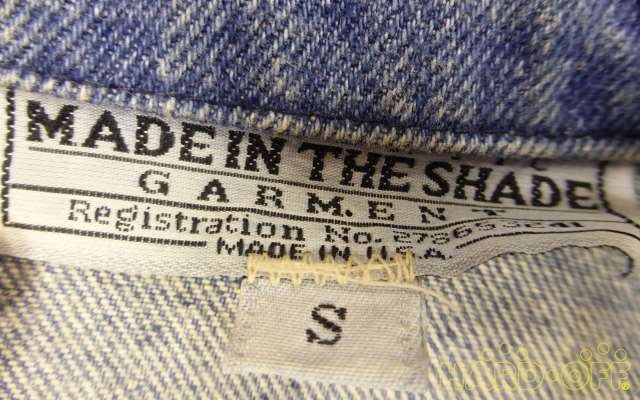 MADE IN THE SHADE
GARMENT
Registration No.
MADE IN U.S.A.
S
HARD·OFF